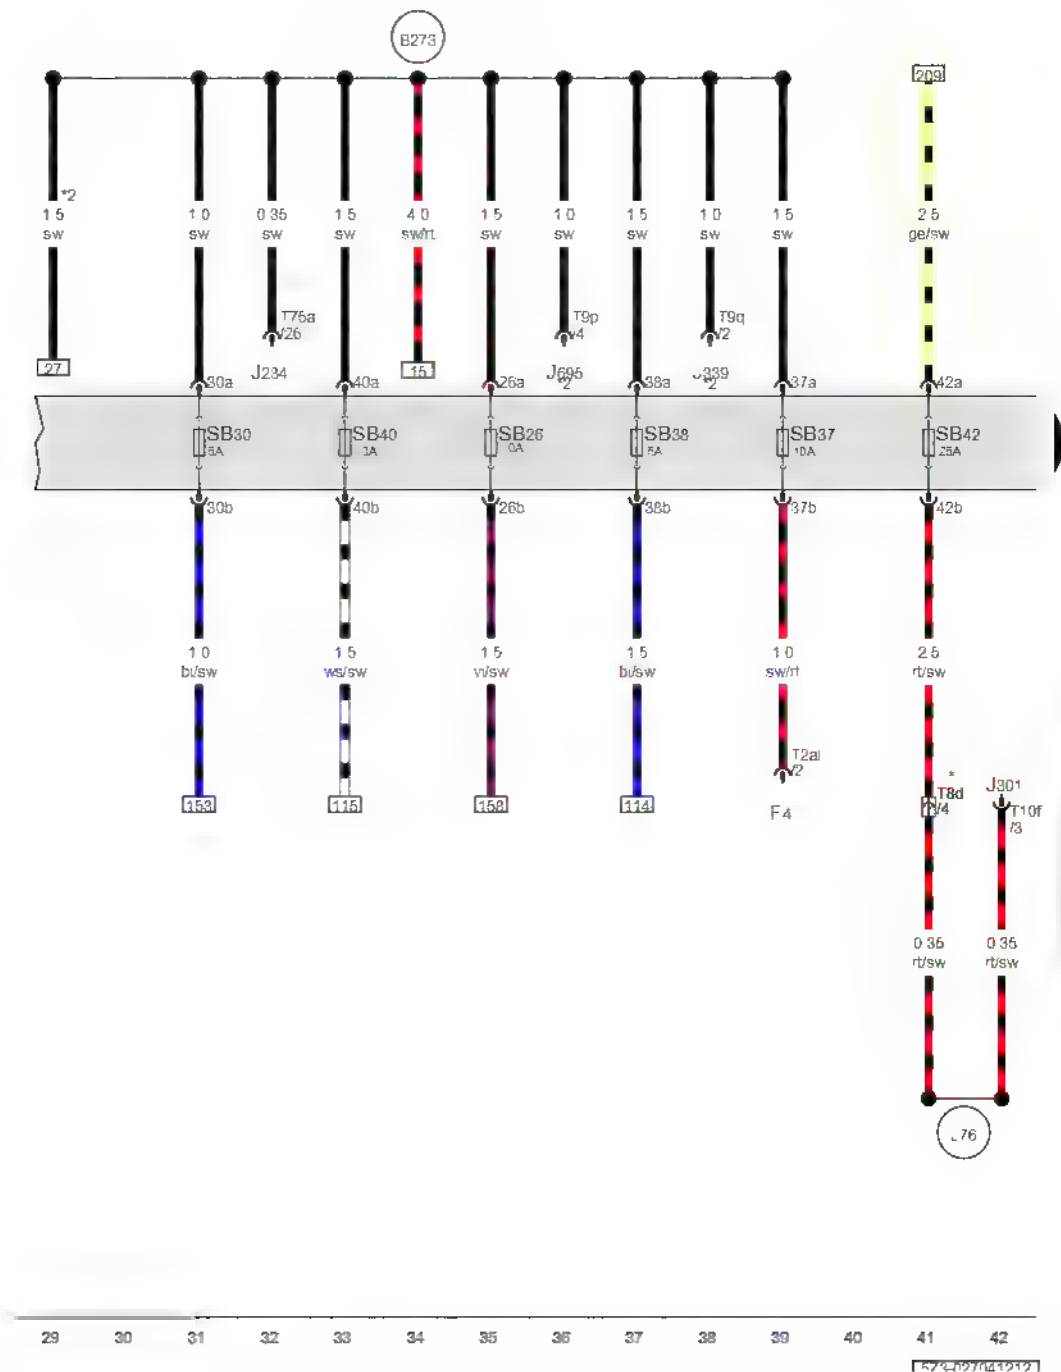 B273
209
*2
1 5 1 0 0 35 1 5 4 0 1 5 1 0 1 5 1 0 1 5 2 5
sw sw sw sw sw/rt sw sw sw sw sw ge/sw
T75a T9p T9q
/26 /4 /2
27 15
J234
*2 *2
30a 40a 26a 38a 37a 42a
SB30 SB40 SB26 SB38 SB37 SB42
5A 10A 25A
30b 40b 26b 38b 37b 42b
1 0 1 5 1 5 1 5 1 0 2 5
bl/sw ws/sw vi/sw bl/sw sw/rt rt/sw
/2
*
153 115 158 114
T8d J301
/4 T10f
/3
0 35 0 35
rt/sw rt/sw
29 30 31 32 33 34 35 36 37 38 39 40 41 42